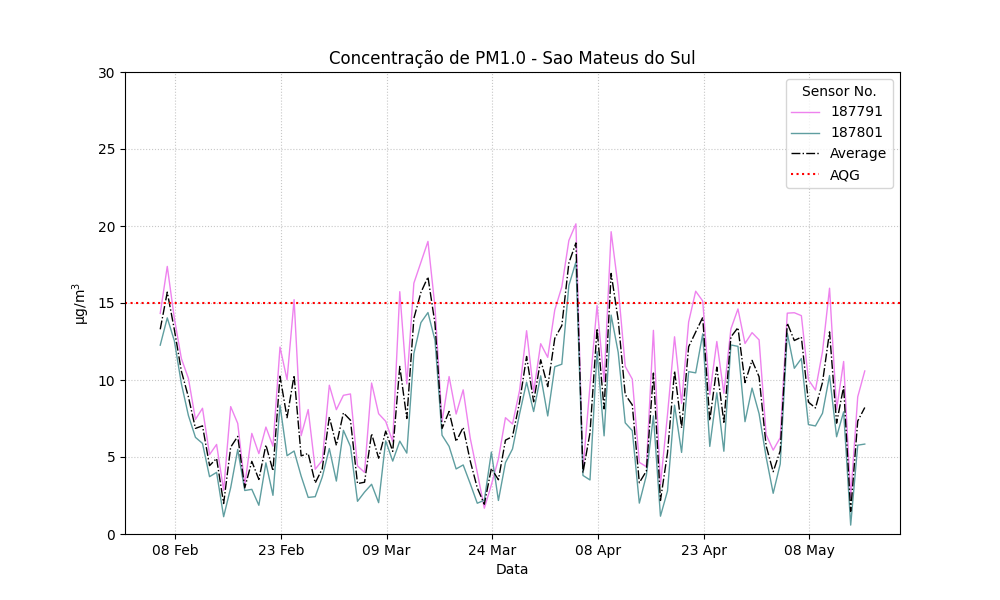 Concentração de PM1.0 - Sao Mateus do Sul
30
25
20
15
10
5
0
µg/m³
Sensor No.
187791
187801
Average
AQG
08 Feb
23 Feb
09 Mar
24 Mar
08 Apr
23 Apr
08 May
Data